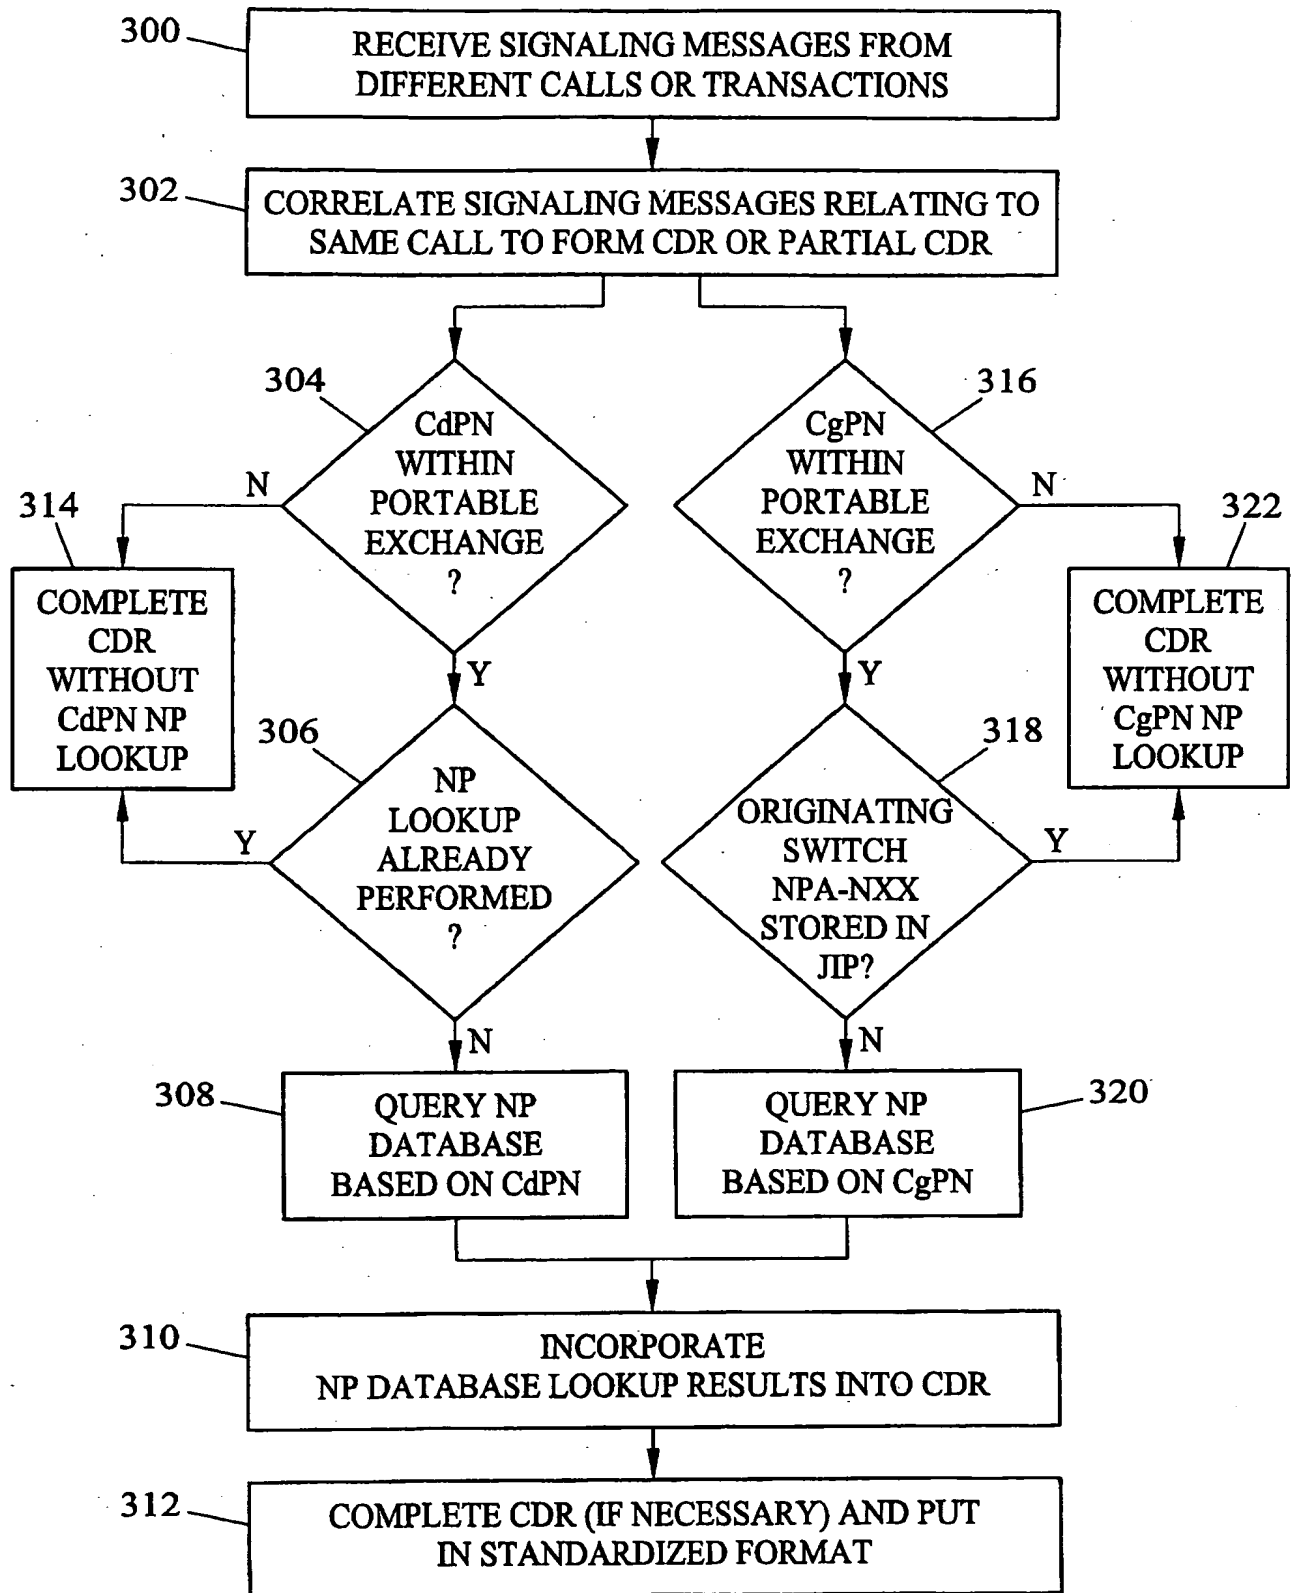 300
RECEIVE SIGNALING MESSAGES FROM
DIFFERENT CALLS OR TRANSACTIONS
302
CORRELATE SIGNALING MESSAGES RELATING TO
SAME CALL TO FORM CDR OR PARTIAL CDR
304
CdPN
WITHIN
PORTABLE
EXCHANGE
?
N
Y
314
COMPLETE
CDR
WITHOUT
CdPN NP
LOOKUP
306
NP
LOOKUP
ALREADY
PERFORMED
?
Y
N
308
QUERY NP
DATABASE
BASED ON CdPN
316
CgPN
WITHIN
PORTABLE
EXCHANGE
?
N
Y
322
COMPLETE
CDR
WITHOUT
CgPN NP
LOOKUP
318
ORIGINATING
SWITCH
NPA-NXX
STORED IN
JIP?
Y
N
320
QUERY NP
DATABASE
BASED ON CgPN
310
INCORPORATE
NP DATABASE LOOKUP RESULTS INTO CDR
312
COMPLETE CDR (IF NECESSARY) AND PUT
IN STANDARDIZED FORMAT